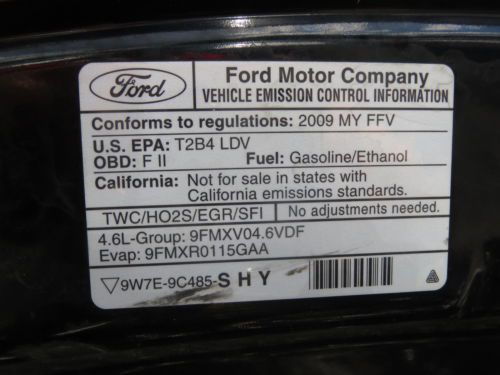 Ford
Ford Motor Company
VEHICLE EMISSION CONTROL INFORMATION
Conforms to regulations: 2009 MY FFV
U.S. EPA: T2B4 LDV
OBD: F II Fuel: Gasoline/Ethanol
California: Not for sale in states with
California emissions standards.
TWC/HO2S/EGR/SFI No adjustments needed.
4.6L-Group: 9FMXV04.6VDF
Evap: 9FMXR0115GAA
9W7E-9C485-S H Y